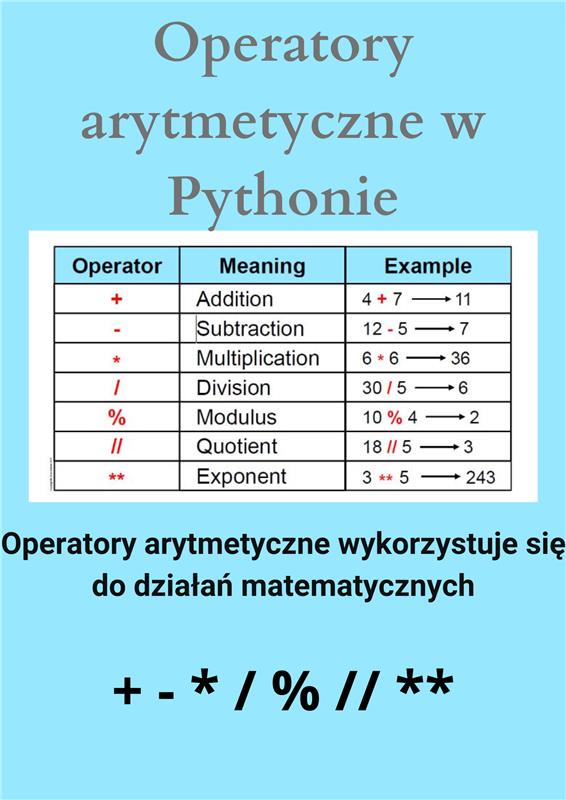 Operatory
arytmetyczne w
Pythonie
Operator Meaning Example
+ Addition 4 + 7 → 11
- Subtraction 12 - 5 → 7
* Multiplication 6 * 6 → 36
/ Division 30 / 5 → 6
% Modulus 10 % 4 → 2
// Quotient 18 // 5 → 3
** Exponent 3 ** 5 → 243
Operatory arytmetyczne wykorzystuje się
do działań matematycznych
+ - * / % // **